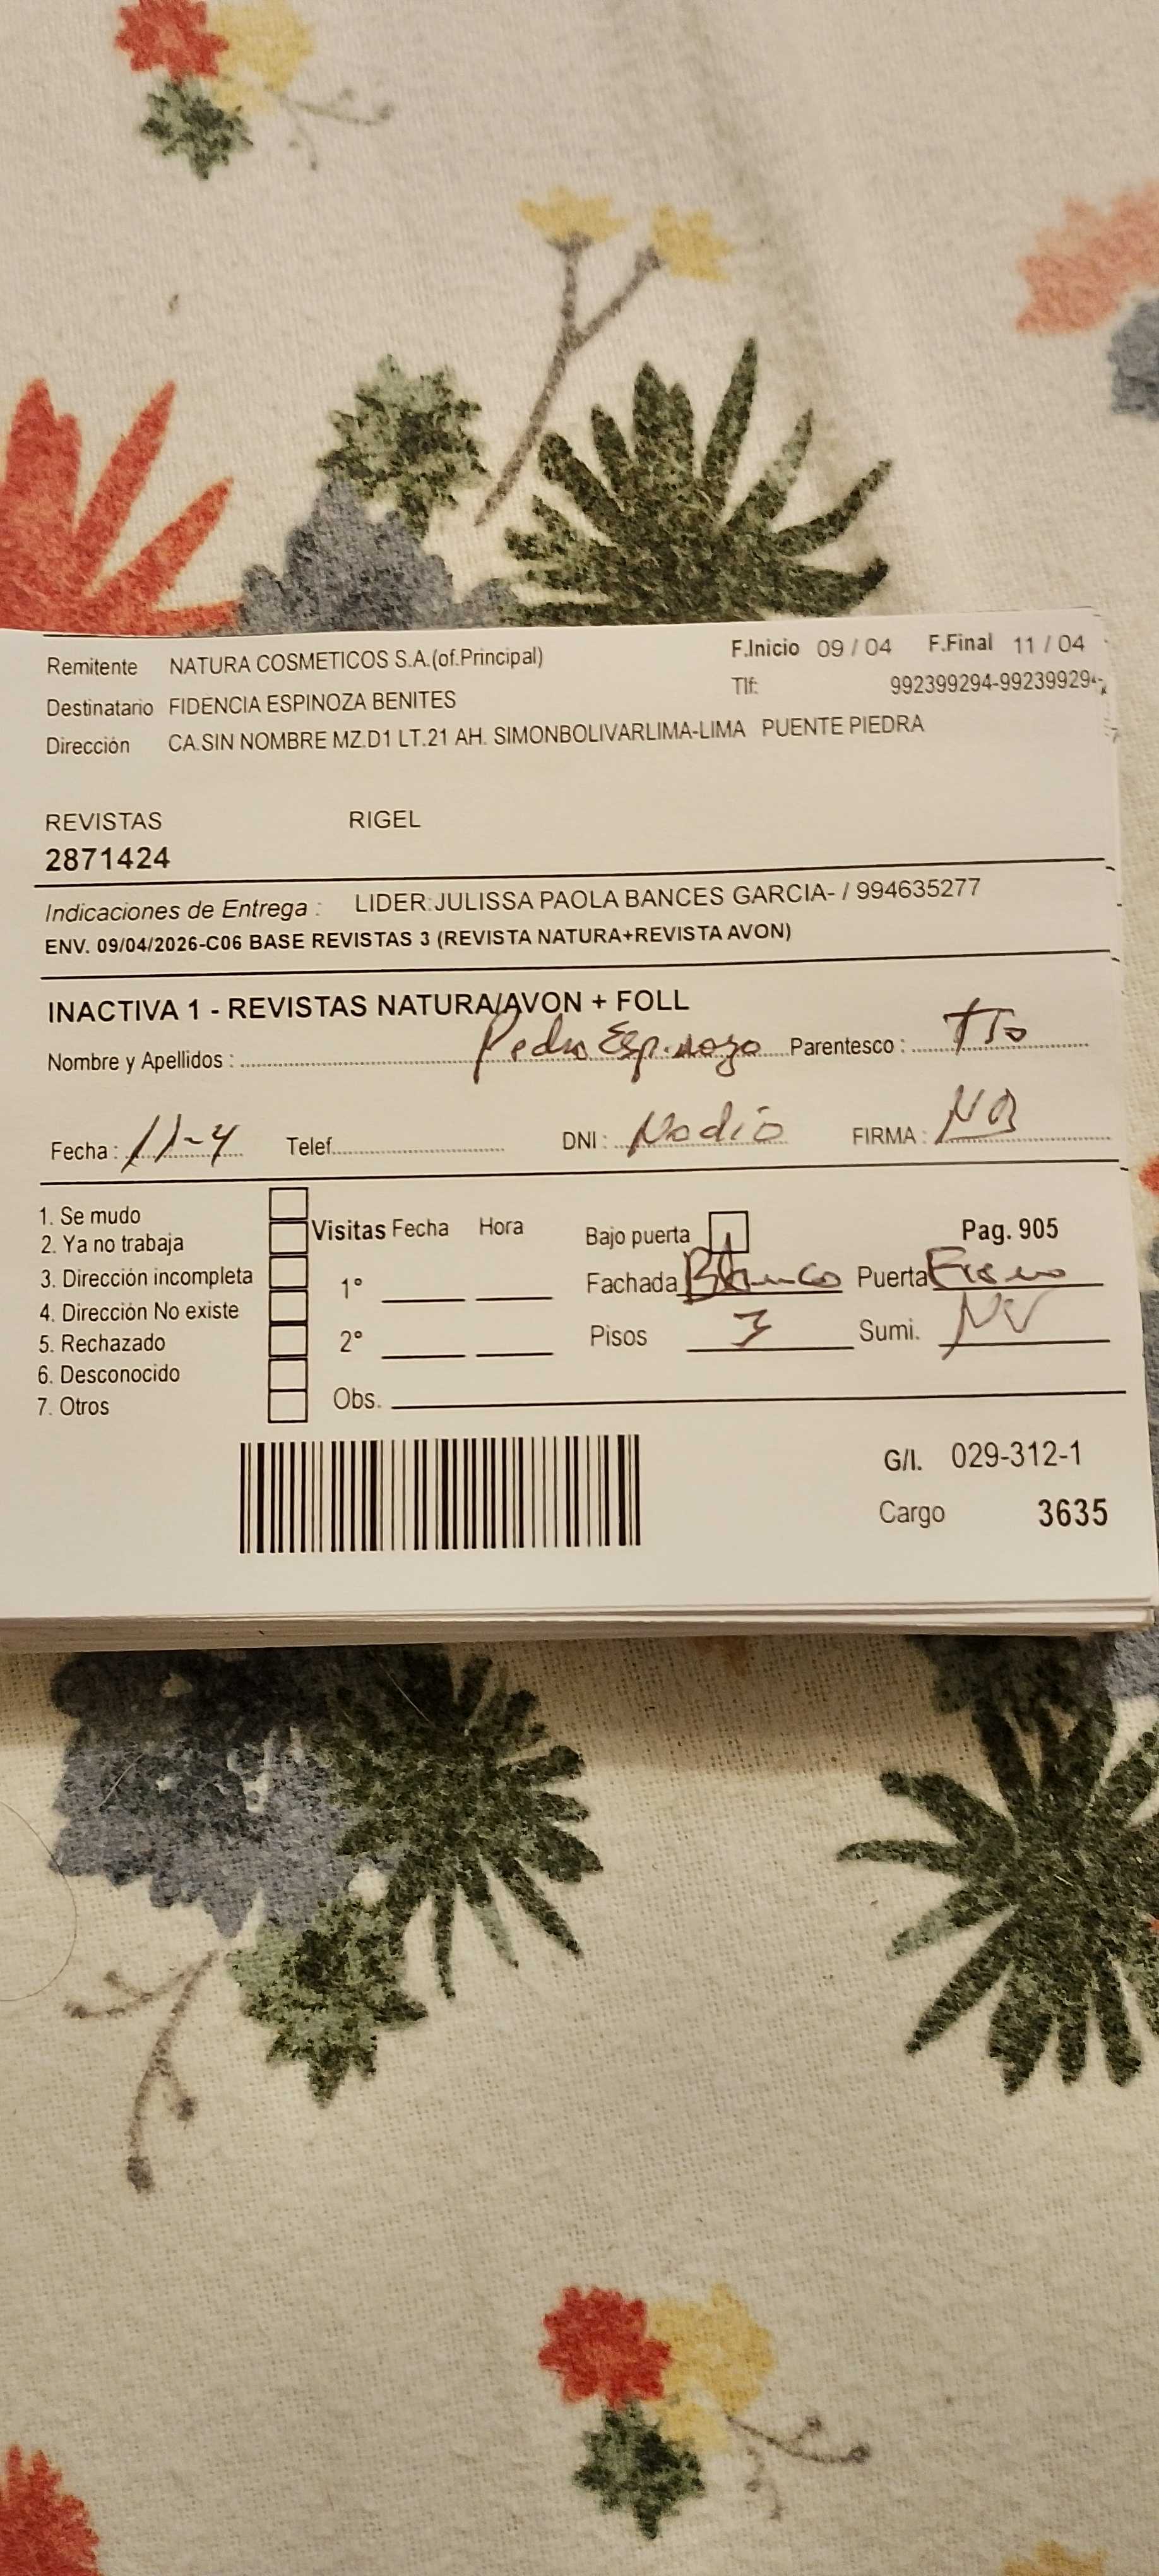 Remitente NATURA COSMETICOS S.A.(of.Principal) F.Inicio 09 / 04 F.Final 11 / 04
Destinatario FIDENCIA ESPINOZA BENITES Tlf: 992399294-99239929
Dirección CA.SIN NOMBRE MZ.D1 LT.21 AH. SIMONBOLIVARLIMA-LIMA PUENTE PIEDRA
REVISTAS RIGEL
2871424
Indicaciones de Entrega : LIDER:JULISSA PAOLA BANCES GARCIA- / 994635277
ENV. 09/04/2026-C06 BASE REVISTAS 3 (REVISTA NATURA+REVISTA AVON)
INACTIVA 1 - REVISTAS NATURA/AVON + FOLL
Nombre y Apellidos : Pedro Espinoza Parentesco : Tío
Fecha : 11-4 Telef. DNI : No dio FIRMA :
1. Se mudo
2. Ya no trabaja Visitas Fecha Hora Bajo puerta Pag. 905
3. Dirección incompleta 1° Fachada Blanco Puerta Fierro
4. Dirección No existe
5. Rechazado 2° Pisos 3 Sumi. NV
6. Desconocido
7. Otros Obs.
G/I. 029-312-1
Cargo 3635